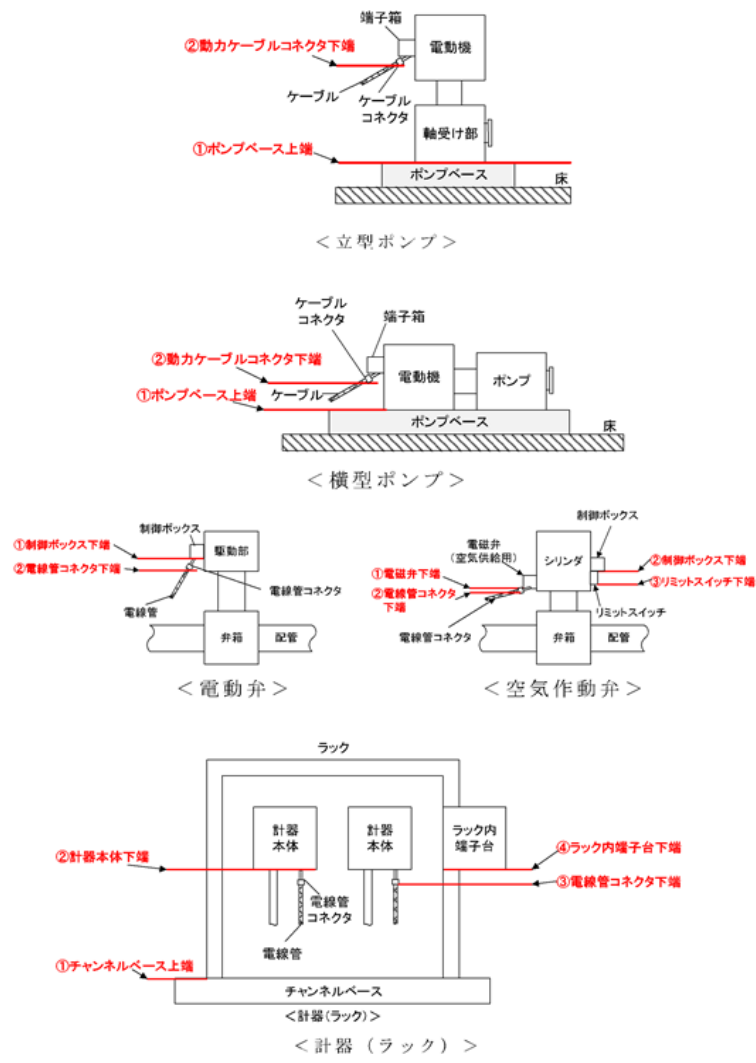 端子箱
②動力ケーブルコネクタ下端
電動機
ケーブル
ケーブル
コネクタ
軸受け部
①ポンプベース上端
ポンプベース
床
＜立型ポンプ＞
ケーブル
コネクタ
端子箱
②動力ケーブルコネクタ下端
電動機
ポンプ
ケーブル
①ポンプベース上端
ポンプベース
床
＜横型ポンプ＞
制御ボックス
①制御ボックス下端
駆動部
②電線管コネクタ下端
電線管コネクタ
電線管
弁箱
配管
＜電動弁＞
制御ボックス
電磁弁
(空気供給用)
シリンダ
②制御ボックス下端
①電磁弁下端
③リミットスイッチ下端
②電線管コネクタ
下端
リミットスイッチ
電線管コネクタ
弁箱
配管
＜空気作動弁＞
ラック
計器
本体
計器
本体
ラック内
端子台
②計器本体下端
④ラック内端子台下端
③電線管コネクタ下端
電線管
コネクタ
電線管
①チャンネルベース上端
チャンネルベース
＜計器(ラック)＞
＜計器（ラック）＞